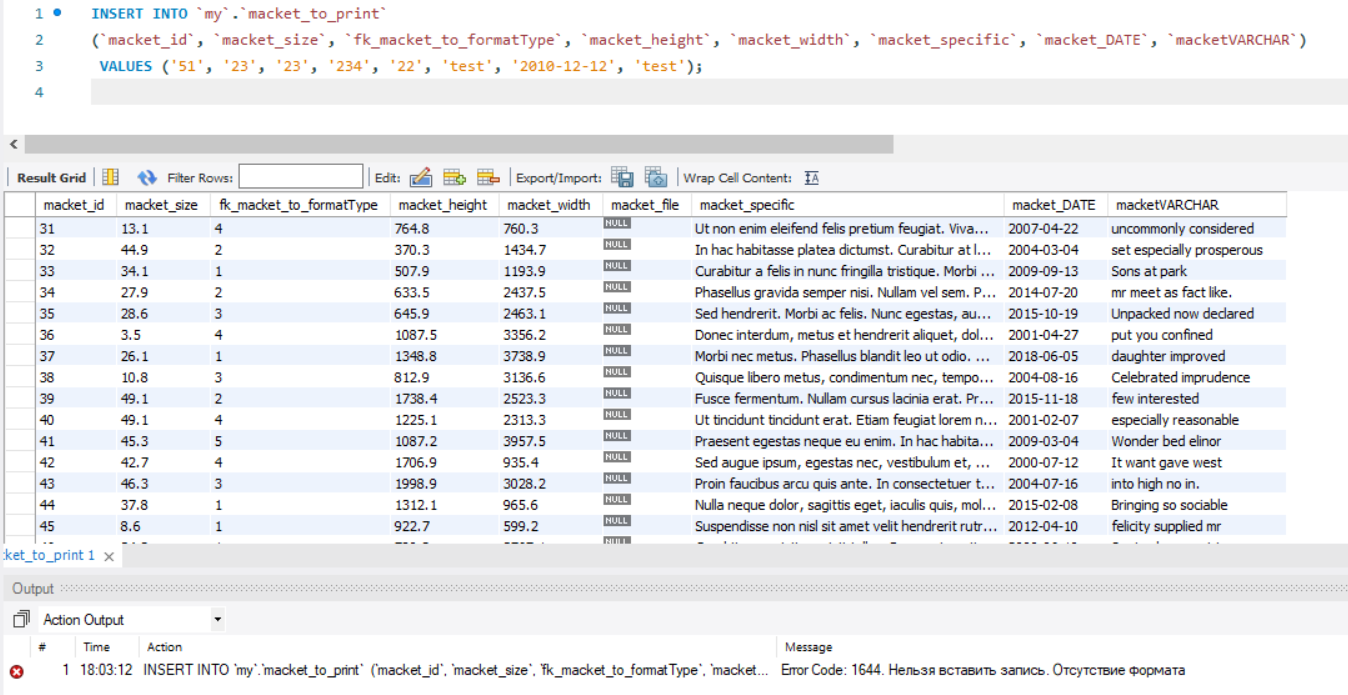 1 INSERT INTO `my`.`macket_to_print`
2 (`macket_id`, `macket_size`, `fk_macket_to_formatType`, `macket_height`, `macket_width`, `macket_specific`, `macket_DATE`, `macketVARCHAR`)
3 VALUES ('51', '23', '23', '234', '22', 'test', '2010-12-12', 'test');
4
Result Grid Filter Rows: Edit: Export/Import: Wrap Cell Content: IA
macket_id macket_size fk_macket_to_formatType macket_height macket_width macket_file macket_specific macket_DATE macketVARCHAR
31 13.1 4 764.8 760.3 NULL Ut non enim eleifend felis pretium feugiat. Viva... 2007-04-22 uncommonly considered
32 44.9 2 370.3 1434.7 NULL In hac habitasse platea dictumst. Curabitur at l... 2004-03-04 set especially prosperous
33 34.1 1 507.9 1193.9 NULL Curabitur a felis in nunc fringilla tristique. Morbi ... 2009-09-13 Sons at park
34 27.9 2 633.5 2437.5 NULL Phasellus gravida semper nisi. Nullam vel sem. P... 2014-07-20 mr meet as fact like.
35 28.6 3 645.9 2463.1 NULL Sed hendrerit. Morbi ac felis. Nunc egestas, au... 2015-10-19 Unpacked now declared
36 3.5 4 1087.5 3356.2 NULL Donec interdum, metus et hendrerit aliquet, dol... 2001-04-27 put you confined
37 26.1 1 1348.8 3738.9 NULL Morbi nec metus. Phasellus blandit leo ut odio. ... 2018-06-05 daughter improved
38 10.8 3 812.9 3136.6 NULL Quisque libero metus, condimentum nec, tempo... 2004-08-16 Celebrated imprudence
39 49.1 2 1738.4 2523.3 NULL Fusce fermentum. Nullam cursus lacinia erat. Pr... 2015-11-18 few interested
40 49.1 4 1225.1 2313.3 NULL Ut tincidunt tincidunt erat. Etiam feugiat lorem n... 2001-02-07 especially reasonable
41 45.3 5 1087.2 3957.5 NULL Praesent egestas neque eu enim. In hac habita... 2009-03-04 Wonder bed elinor
42 42.7 4 1706.9 935.4 NULL Sed augue ipsum, egestas nec, vestibulum et, ... 2000-07-12 It want gave west
43 46.3 3 1998.9 3028.2 NULL Proin faucibus arcu quis ante. In consectetuer t... 2004-07-16 into high no in.
44 37.8 1 1312.1 965.6 NULL Nulla neque dolor, sagittis eget, iaculis quis, mol... 2015-02-08 Bringing so sociable
45 8.6 1 922.7 599.2 NULL Suspendisse non nisl sit amet velit hendrerit rutr... 2012-04-10 felicity supplied mr
cket_to_print 1
Output
Action Output
# Time Action Message
1 18:03:12 INSERT INTO `my`.`macket_to_print` (`macket_id`, `macket_size`, `fk_macket_to_formatType`, `macket... Error Code: 1644. Нельзя вставить запись. Отсутствие формата